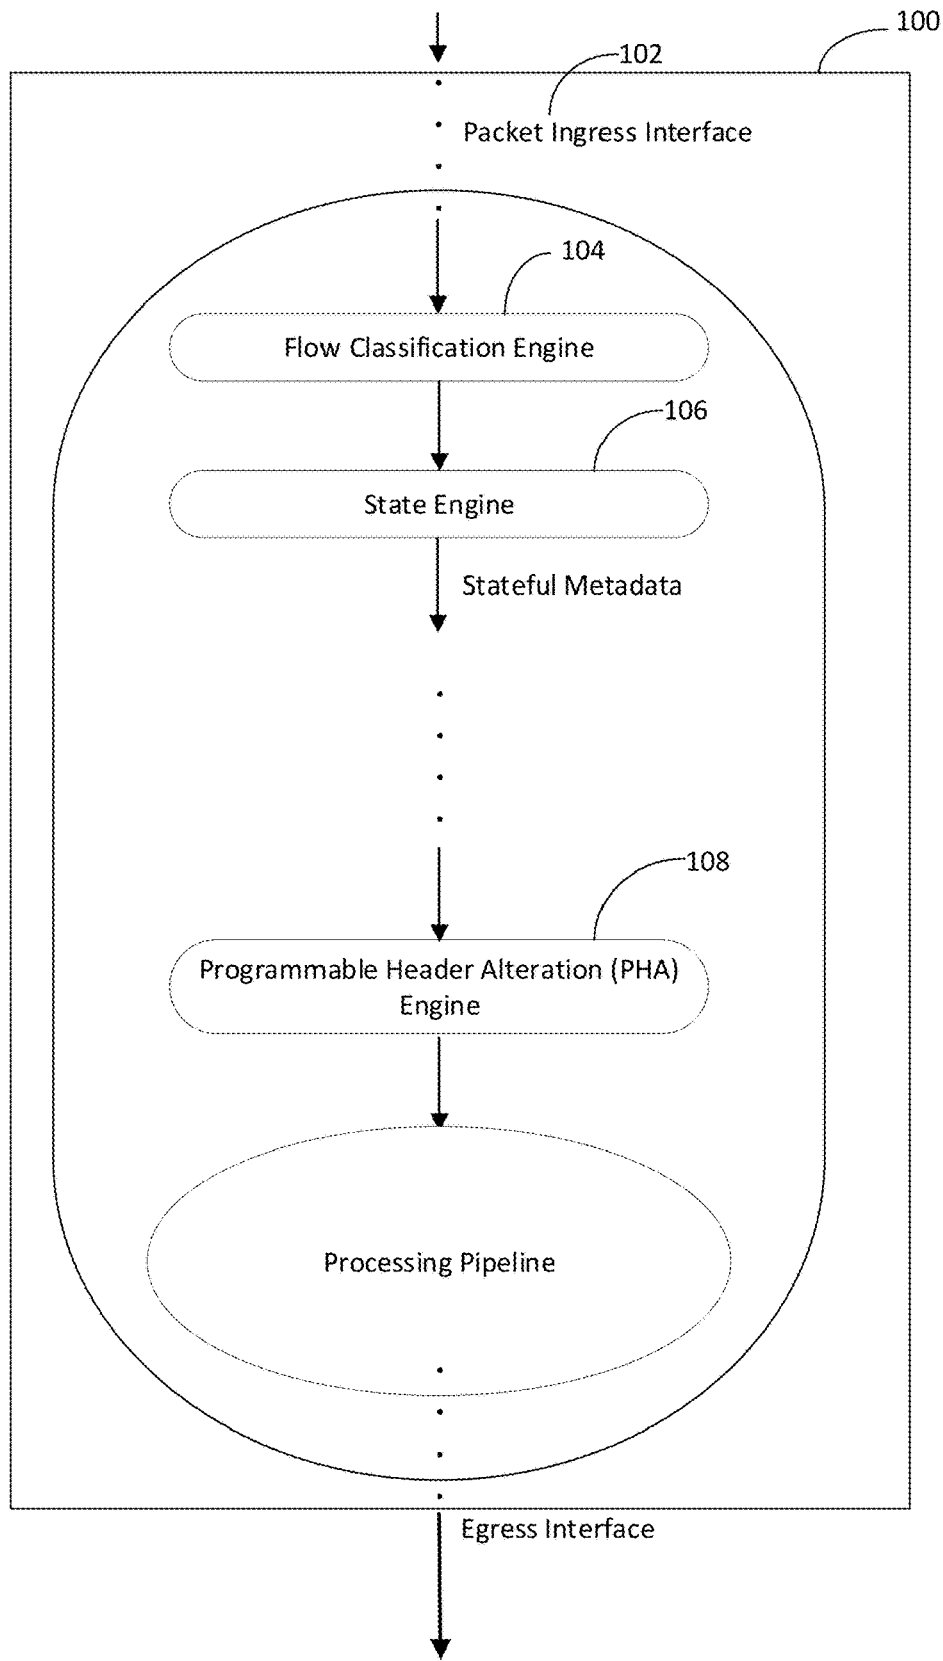 100
102
Packet Ingress Interface
104
Flow Classification Engine
106
State Engine
Stateful Metadata
108
Programmable Header Alteration (PHA)
Engine
Processing Pipeline
Egress Interface